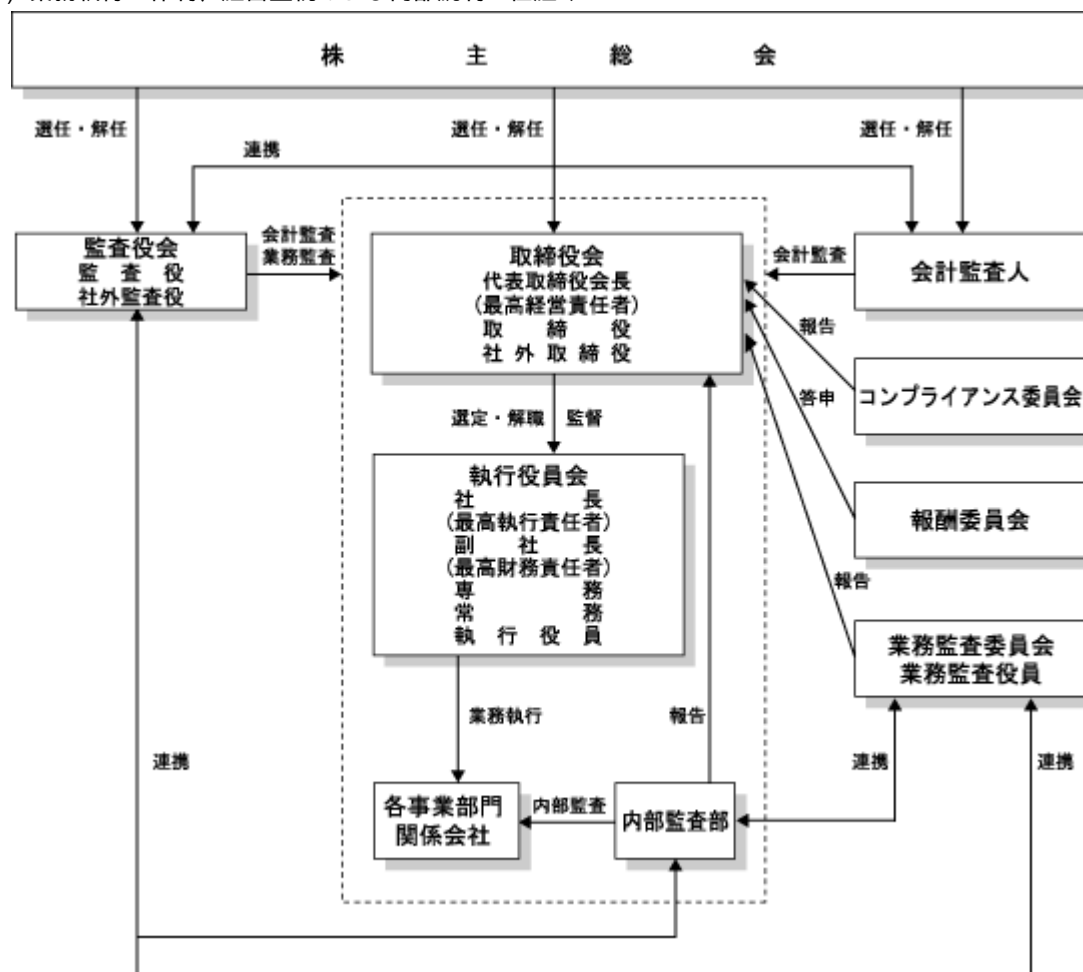 株主総会
選任・解任
選任・解任
選任・解任
連携
監査役会
監査役
社外監査役
会計監査
業務監査
取締役会
代表取締役会長
(最高経営責任者)
取締役
社外取締役
会計監査
会計監査人
報告
コンプライアンス委員会
選定・解職 監督
答申
執行役員会
社長
(最高執行責任者)
副社長
(最高財務責任者)
専務
常務
執行役員
報酬委員会
報告
業務監査委員会
業務監査役員
業務執行
報告
連携
連携
連携
各事業部門
関係会社
内部監査
内部監査部